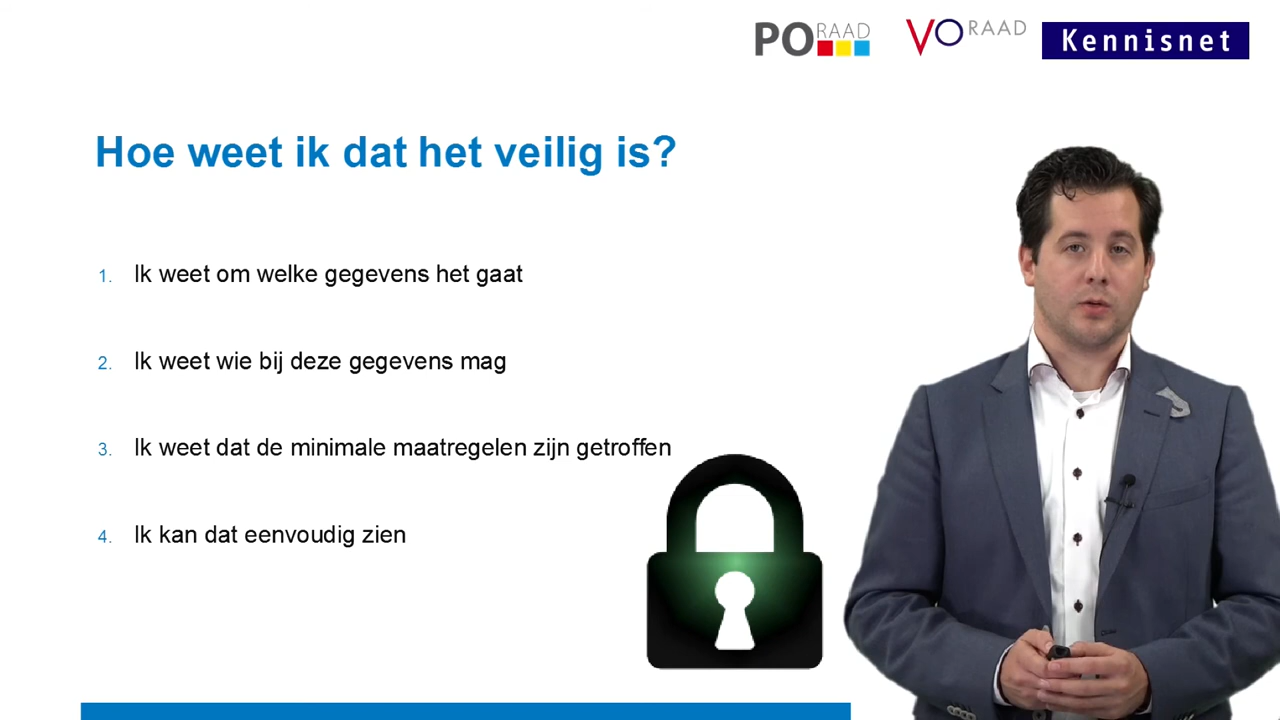 PO RAAD
VO RAAD
Kennisnet
Hoe weet ik dat het veilig is?
1. Ik weet om welke gegevens het gaat
2. Ik weet wie bij deze gegevens mag
3. Ik weet dat de minimale maatregelen zijn getroffen
4. Ik kan dat eenvoudig zien